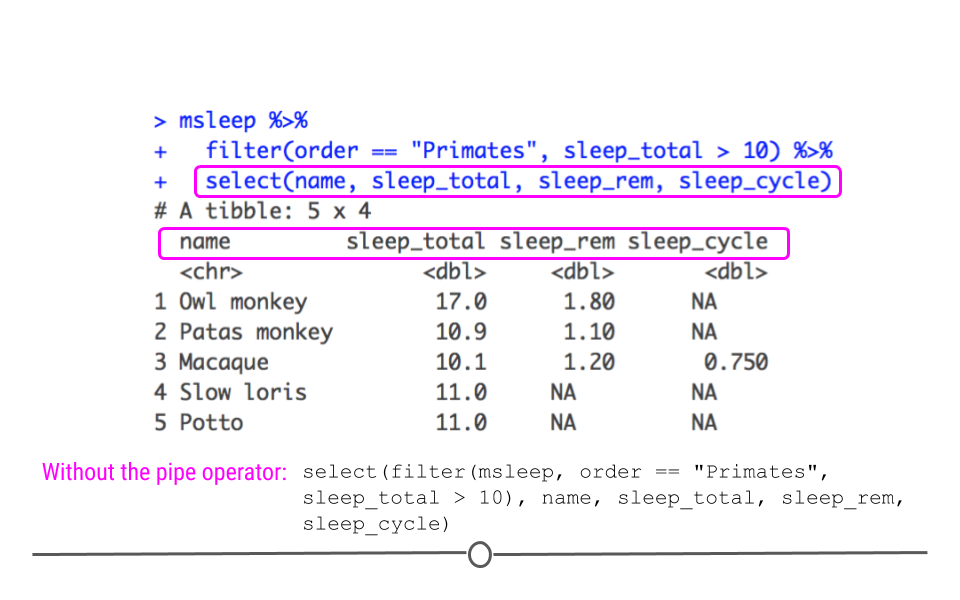 > msleep %>%
+   filter(order == "Primates", sleep_total > 10) %>%
+   select(name, sleep_total, sleep_rem, sleep_cycle)
# A tibble: 5 x 4
  name         sleep_total sleep_rem sleep_cycle
  <chr>              <dbl>     <dbl>       <dbl>
1 Owl monkey          17.0      1.80      NA
2 Patas monkey        10.9      1.10      NA
3 Macaque             10.1      1.20       0.750
4 Slow loris          11.0     NA         NA
5 Potto               11.0     NA         NA
Without the pipe operator: select(filter(msleep, order == "Primates",
sleep_total > 10), name, sleep_total, sleep_rem,
sleep_cycle)